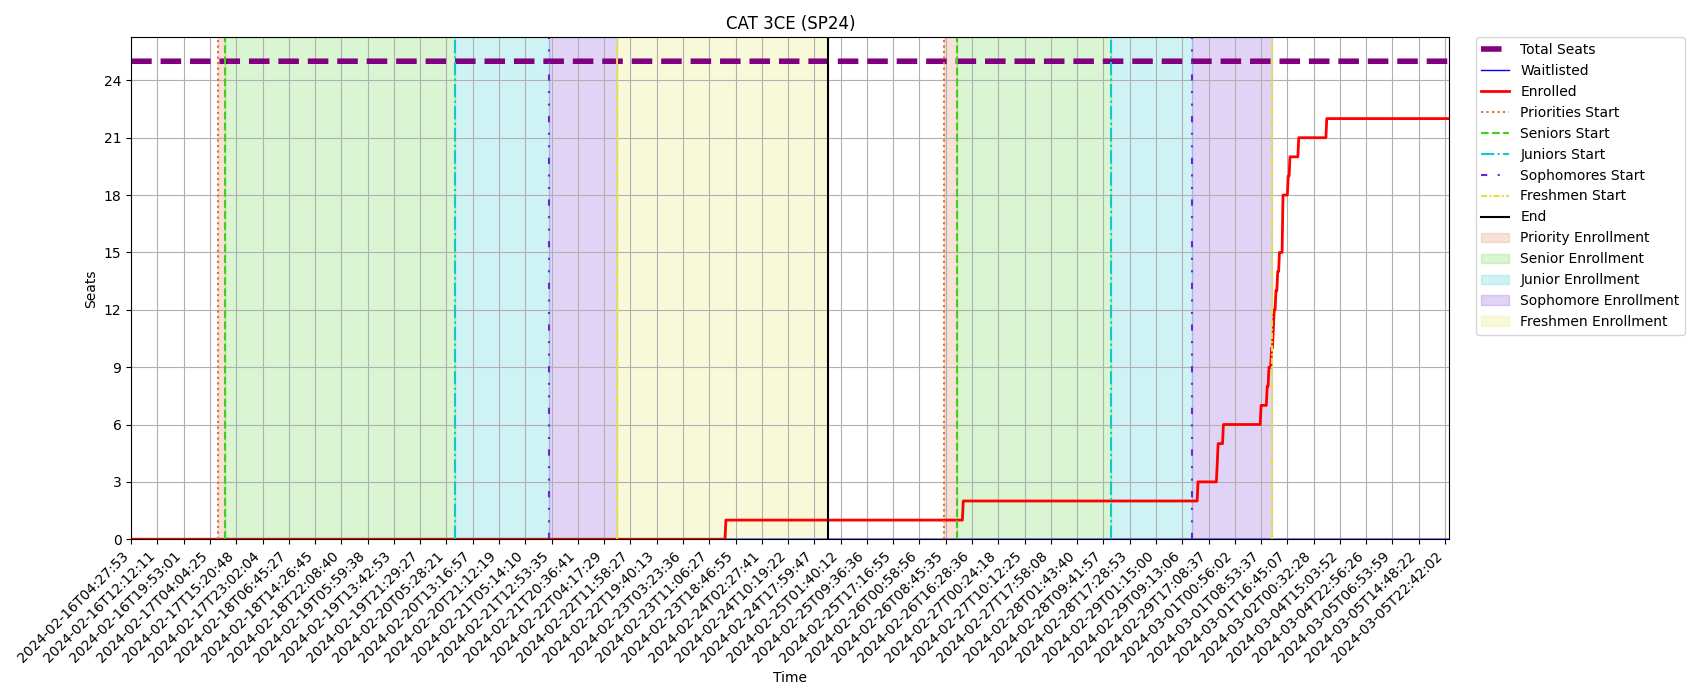 CAT 3CE (SP24)
Total Seats
Waitlisted
Enrolled
Priorities Start
Seniors Start
Juniors Start
Sophomores Start
Freshmen Start
End
Priority Enrollment
Senior Enrollment
Junior Enrollment
Sophomore Enrollment
Freshmen Enrollment
Seats
24
21
18
15
12
9
6
3
0
2024-02-16T04:27:53
2024-02-16T12:12:11
2024-02-16T19:53:01
2024-02-17T04:04:25
2024-02-17T15:20:48
2024-02-17T23:02:04
2024-02-18T06:45:27
2024-02-18T14:26:45
2024-02-18T22:08:40
2024-02-19T05:59:38
2024-02-19T13:42:53
2024-02-19T21:29:27
2024-02-20T05:28:21
2024-02-20T13:16:57
2024-02-20T21:12:19
2024-02-21T05:14:10
2024-02-21T12:53:35
2024-02-21T20:36:41
2024-02-22T04:17:29
2024-02-22T11:58:27
2024-02-22T19:40:13
2024-02-23T03:23:36
2024-02-23T11:06:27
2024-02-23T18:46:55
2024-02-24T02:27:41
2024-02-24T10:19:22
2024-02-24T17:59:47
2024-02-25T01:40:12
2024-02-25T09:36:36
2024-02-25T17:16:55
2024-02-26T00:58:56
2024-02-26T08:45:35
2024-02-26T16:28:36
2024-02-27T00:24:18
2024-02-27T10:12:25
2024-02-27T17:58:08
2024-02-28T01:43:40
2024-02-28T09:41:57
2024-02-28T17:28:53
2024-02-29T01:15:00
2024-02-29T09:13:06
2024-02-29T17:08:37
2024-03-01T00:56:02
2024-03-01T08:53:37
2024-03-01T16:45:07
2024-03-02T00:32:28
2024-03-04T15:03:52
2024-03-04T22:56:26
2024-03-05T06:53:59
2024-03-05T14:48:22
2024-03-05T22:42:02
Time